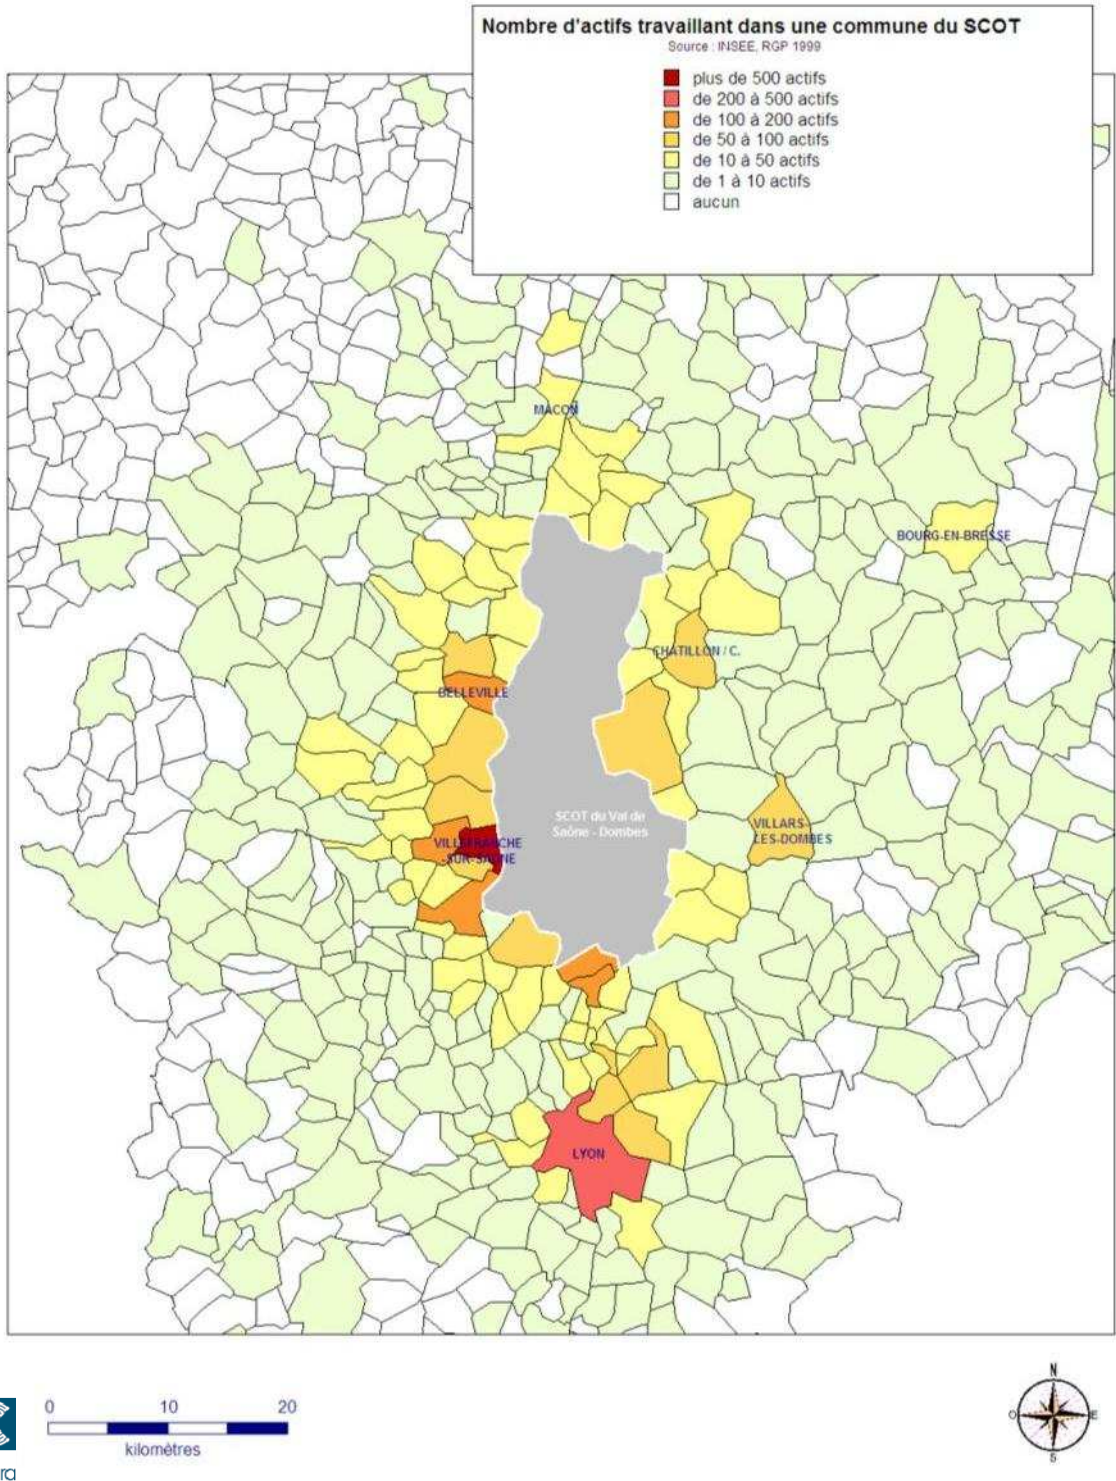 Nombre d'actifs travaillant dans une commune du SCOT
Source : INSEE, RGP 1999
plus de 500 actifs
de 200 à 500 actifs
de 100 à 200 actifs
de 50 à 100 actifs
de 10 à 50 actifs
de 1 à 10 actifs
aucun
MÂCON
BOURG-EN-BRESSE
CHATILLON / C.
BELLEVILLE
SCOT du Val de
Saône - Dombes
VILLARS-
LES-DOMBES
VILLEFRANCHE
-SUR-SAÔNE
LYON
N
O
E
S
0 10 20
kilomètres
ra